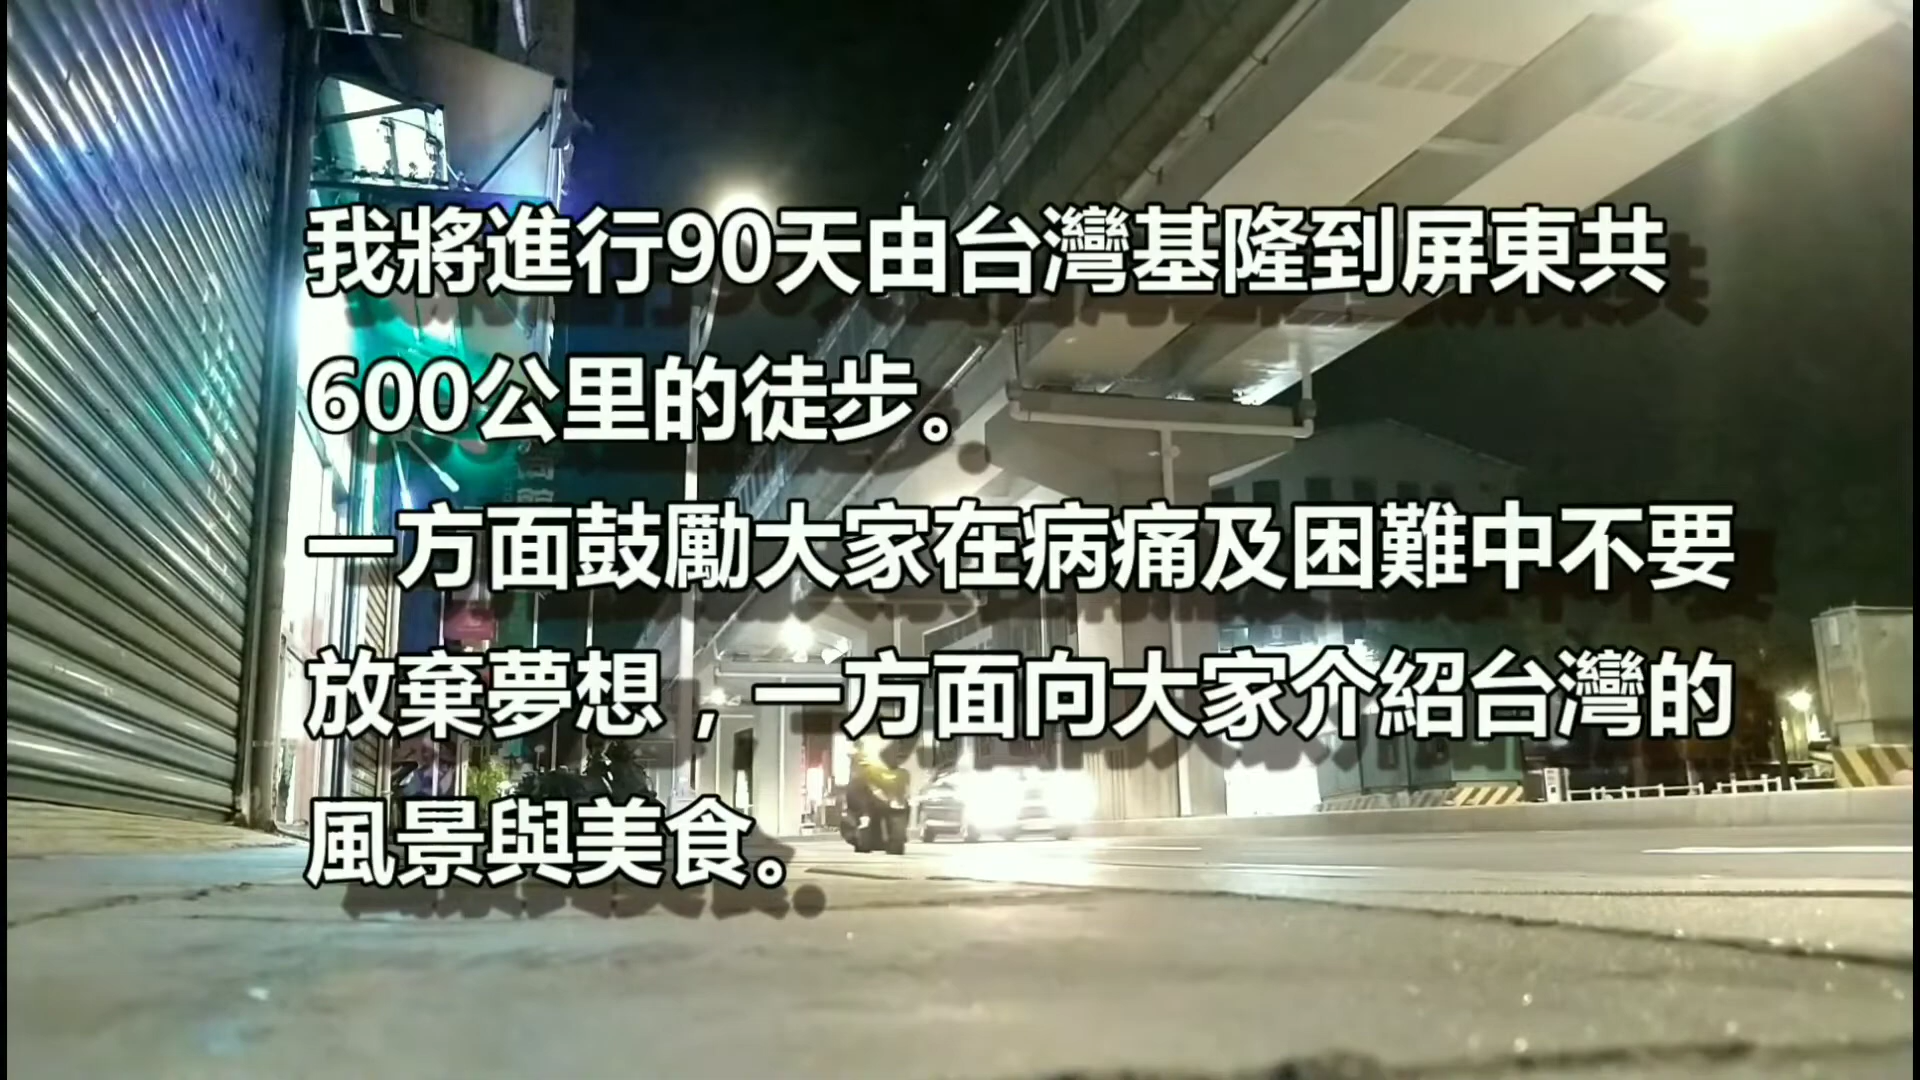 我將進行90天由台灣基隆到屏東共
600公里的徒步。
一方面鼓勵大家在病痛及困難中不要
放棄夢想，一方面向大家介紹台灣的
風景與美食。